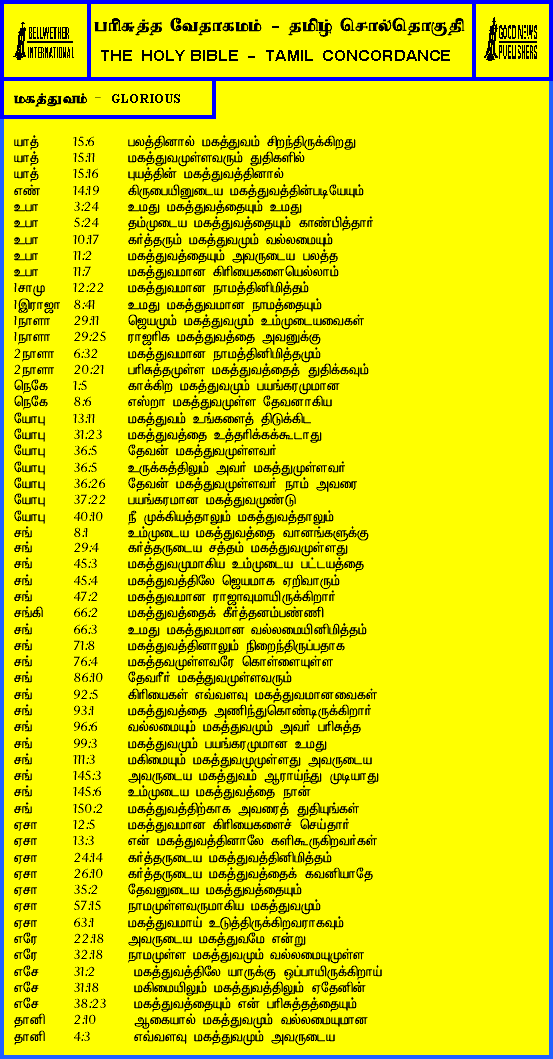 BELLWETHER
INTERNATIONAL
பரிசுத்த வேதாகமம் - தமிழ் சொல்தொகுதி
THE HOLY BIBLE - TAMIL CONCORDANCE
GOOD NEWS
PUBLISHERS
மகத்துவம் - GLORIOUS
யாத் 15:6 பலத்தினால் மகத்துவம் சிறந்திருக்கிறது
யாத் 15:11 மகத்துவமுள்ளவரும் துதிகளில்
யாத் 15:16 புயத்தின் மகத்துவத்தினால்
எண் 14:19 கிருபையினுடைய மகத்துவத்தின்படியேயும்
உபா 3:24 உமது மகத்துவத்தையும் உமது
உபா 5:24 தம்முடைய மகத்துவத்தையும் காண்பித்தார்
உபா 10:17 கர்த்தரும் மகத்துவமும் வல்லமையும்
உபா 11:2 மகத்துவத்தையும் அவருடைய பலத்த
உபா 11:7 மகத்துவமான கிரியைகளையெல்லாம்
1சாமு 12:22 மகத்துவமான நாமத்தினிமித்தம்
1இராஜா 8:41 உமது மகத்துவமான நாமத்தையும்
1நாளா 29:11 ஜெயமும் மகத்துவமும் உம்முடையவைகள்
1நாளா 29:25 ராஜரிக மகத்துவத்தை அவனுக்கு
2நாளா 6:32 மகத்துவமான நாமத்தினிமித்தமும்
2நாளா 20:21 பரிசுத்தமுள்ள மகத்துவத்தைத் துதிக்கவும்
நெகே 1:5 காக்கிற மகத்துவமும் பயங்கரமுமான
நெகே 8:6 எஸ்றா மகத்துவமுள்ள தேவனாகிய
யோபு 13:11 மகத்துவம் உங்களைத் திடுக்கிட
யோபு 31:23 மகத்துவத்தை உத்தரிக்கக்கூடாது
யோபு 36:5 தேவன் மகத்துவமுள்ளவர்
யோபு 36:5 உருக்கத்திலும் அவர் மகத்துமுள்ளவர்
யோபு 36:26 தேவன் மகத்துவமுள்ளவர் நாம் அவரை
யோபு 37:22 பயங்கரமான மகத்துவமுண்டு
யோபு 40:10 நீ முக்கியத்தாலும் மகத்துவத்தாலும்
சங் 8:1 உம்முடைய மகத்துவத்தை வானங்களுக்கு
சங் 29:4 கர்த்தருடைய சத்தம் மகத்துவமுள்ளது
சங் 45:3 மகத்துவமுமாகிய உம்முடைய பட்டயத்தை
சங் 45:4 மகத்துவத்திலே ஜெயமாக ஏறிவாரும்
சங் 47:2 மகத்துவமான ராஜாவுமாயிருக்கிறார்
சங்கி 66:2 மகத்துவத்தைக் கீர்த்தனம்பண்ணி
சங் 66:3 உமது மகத்துவமான வல்லமையினிமித்தம்
சங் 71:8 மகத்துவத்தினாலும் நிறைந்திருப்பதாக
சங் 76:4 மகத்தவமுள்ளவரே கொள்ளையுள்ள
சங் 86:10 தேவரீர் மகத்துவமுள்ளவரும்
சங் 92:5 கிரியைகள் எவ்வளவு மகத்துவமானவைகள்
சங் 93:1 மகத்துவத்தை அணிந்துகொண்டிருக்கிறார்
சங் 96:6 வல்லமையும் மகத்துவமும் அவர் பரிசுத்த
சங் 99:3 மகத்துவமும் பயங்கரமுமான உமது
சங் 111:3 மகிமையும் மகத்துவமுமுள்ளது அவருடைய
சங் 145:3 அவருடைய மகத்துவம் ஆராய்ந்து முடியாது
சங் 145:6 உம்முடைய மகத்துவத்தை நான்
சங் 150:2 மகத்துவத்திற்காக அவரைத் துதியுங்கள்
ஏசா 12:5 மகத்துவமான கிரியைகளைச் செய்தார்
ஏசா 13:3 என் மகத்துவத்தினாலே களிகூருகிறவர்கள்
ஏசா 24:14 கர்த்தருடைய மகத்துவத்தினிமித்தம்
ஏசா 26:10 கர்த்தருடைய மகத்துவத்தைக் கவனியாதே
ஏசா 35:2 தேவனுடைய மகத்துவத்தையும்
ஏசா 57:15 நாமமுள்ளவருமாகிய மகத்துவமும்
ஏசா 63:1 மகத்துவமாய் உடுத்திருக்கிறவராகவும்
எரே 22:18 அவருடைய மகத்துவமே என்று
எரே 32:18 நாமமுள்ள மகத்துவமும் வல்லமையுமுள்ள
எசே 31:2 மகத்துவத்திலே யாருக்கு ஒப்பாயிருக்கிறாய்
எசே 31:18 மகிமையிலும் மகத்துவத்திலும் ஏதேனின்
எசே 38:23 மகத்துவத்தையும் என் பரிசுத்தத்தையும்
தானி 2:10 ஆகையால் மகத்துவமும் வல்லமையுமான
தானி 4:3 எவ்வளவு மகத்துவமும் அவருடைய